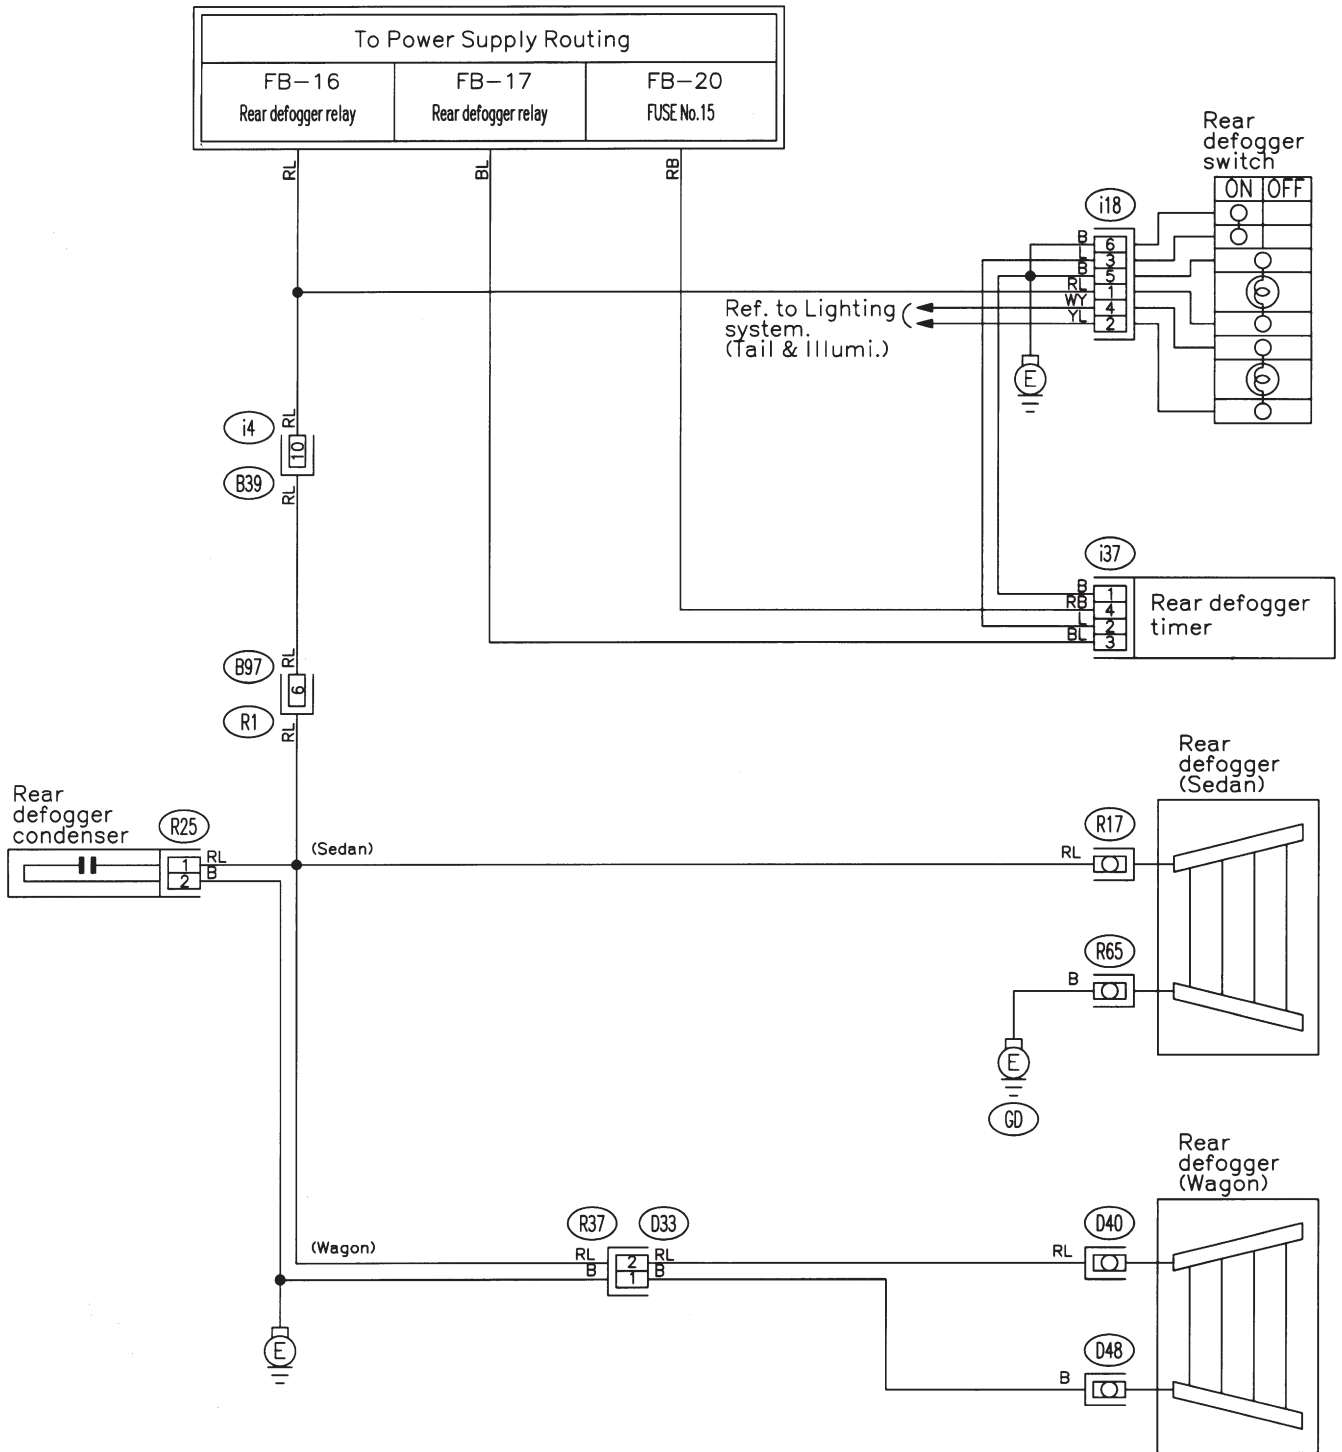 To Power Supply Routing
FB-16
Rear defogger relay
FB-17
Rear defogger relay
FB-20
FUSE No.15
RL
BL
RB
Rear
defogger
switch
ON OFF
i18
B 6
L 3
B 5
RL 1
WY 4
YL 2
Ref. to Lighting
system.
(Tail & Illumi.)
E
RL
i4
10
B39
RL
i37
B 1
RB 4
L 2
BL 3
Rear defogger
timer
RL
B97
6
R1
RL
Rear
defogger
condenser
R25
1 RL
2 B
(Sedan)
Rear
defogger
(Sedan)
R17
RL
R65
B
E
GD
Rear
defogger
(Wagon)
(Wagon)
R37 D33
RL 2 RL
B 1 B
D40
RL
E
D48
B